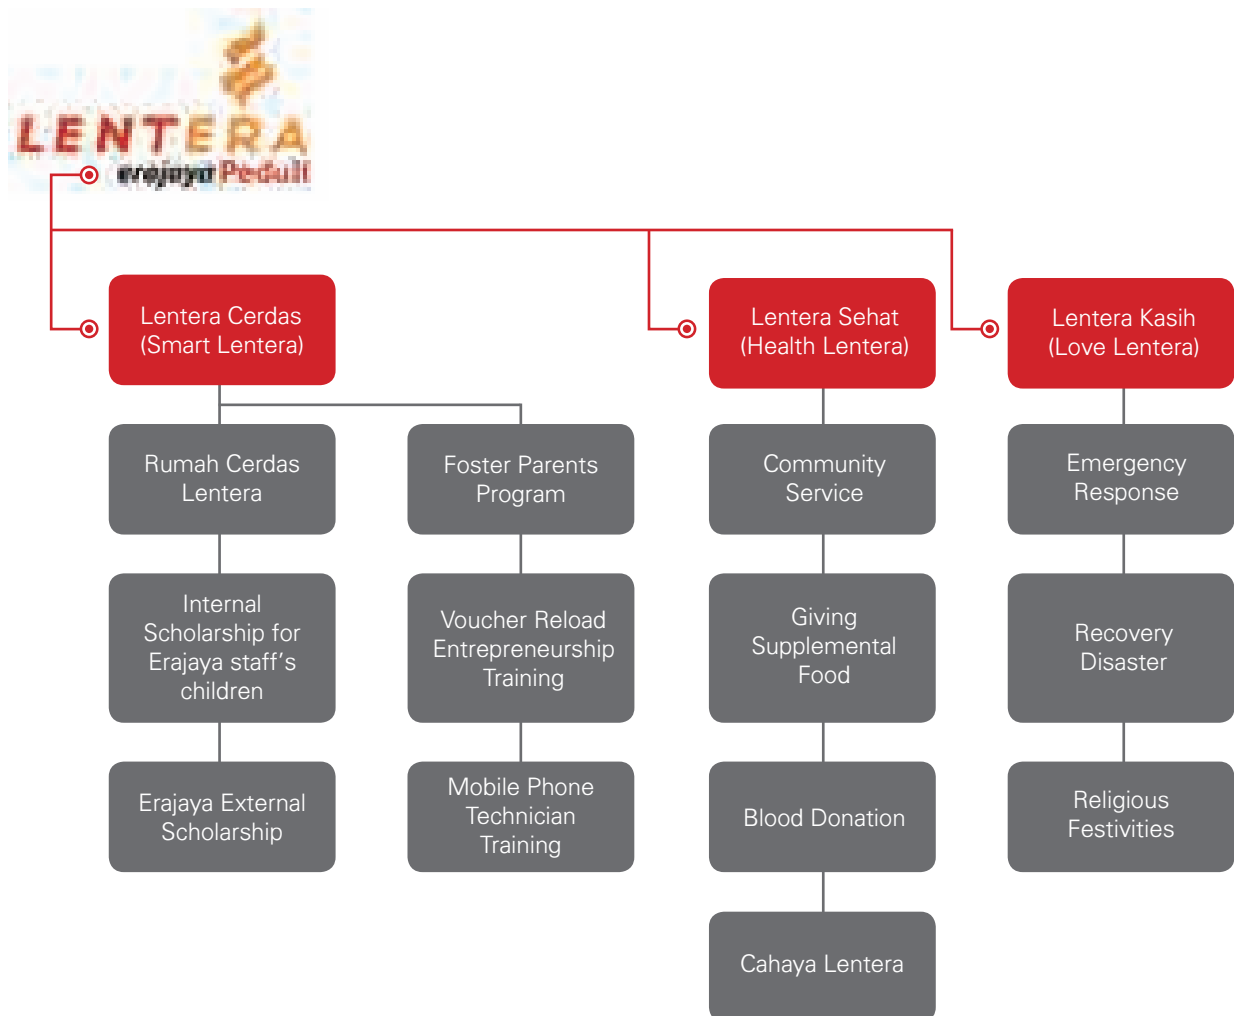 LENTERA
erajaya Peduli
Lentera Cerdas
(Smart Lentera)
Lentera Sehat
(Health Lentera)
Lentera Kasih
(Love Lentera)
Rumah Cerdas
Lentera
Foster Parents
Program
Community
Service
Emergency
Response
Internal
Scholarship for
Erajaya staff's
children
Voucher Reload
Entrepreneurship
Training
Giving
Supplemental
Food
Recovery
Disaster
Erajaya External
Scholarship
Mobile Phone
Technician
Training
Blood Donation
Religious
Festivities
Cahaya Lentera